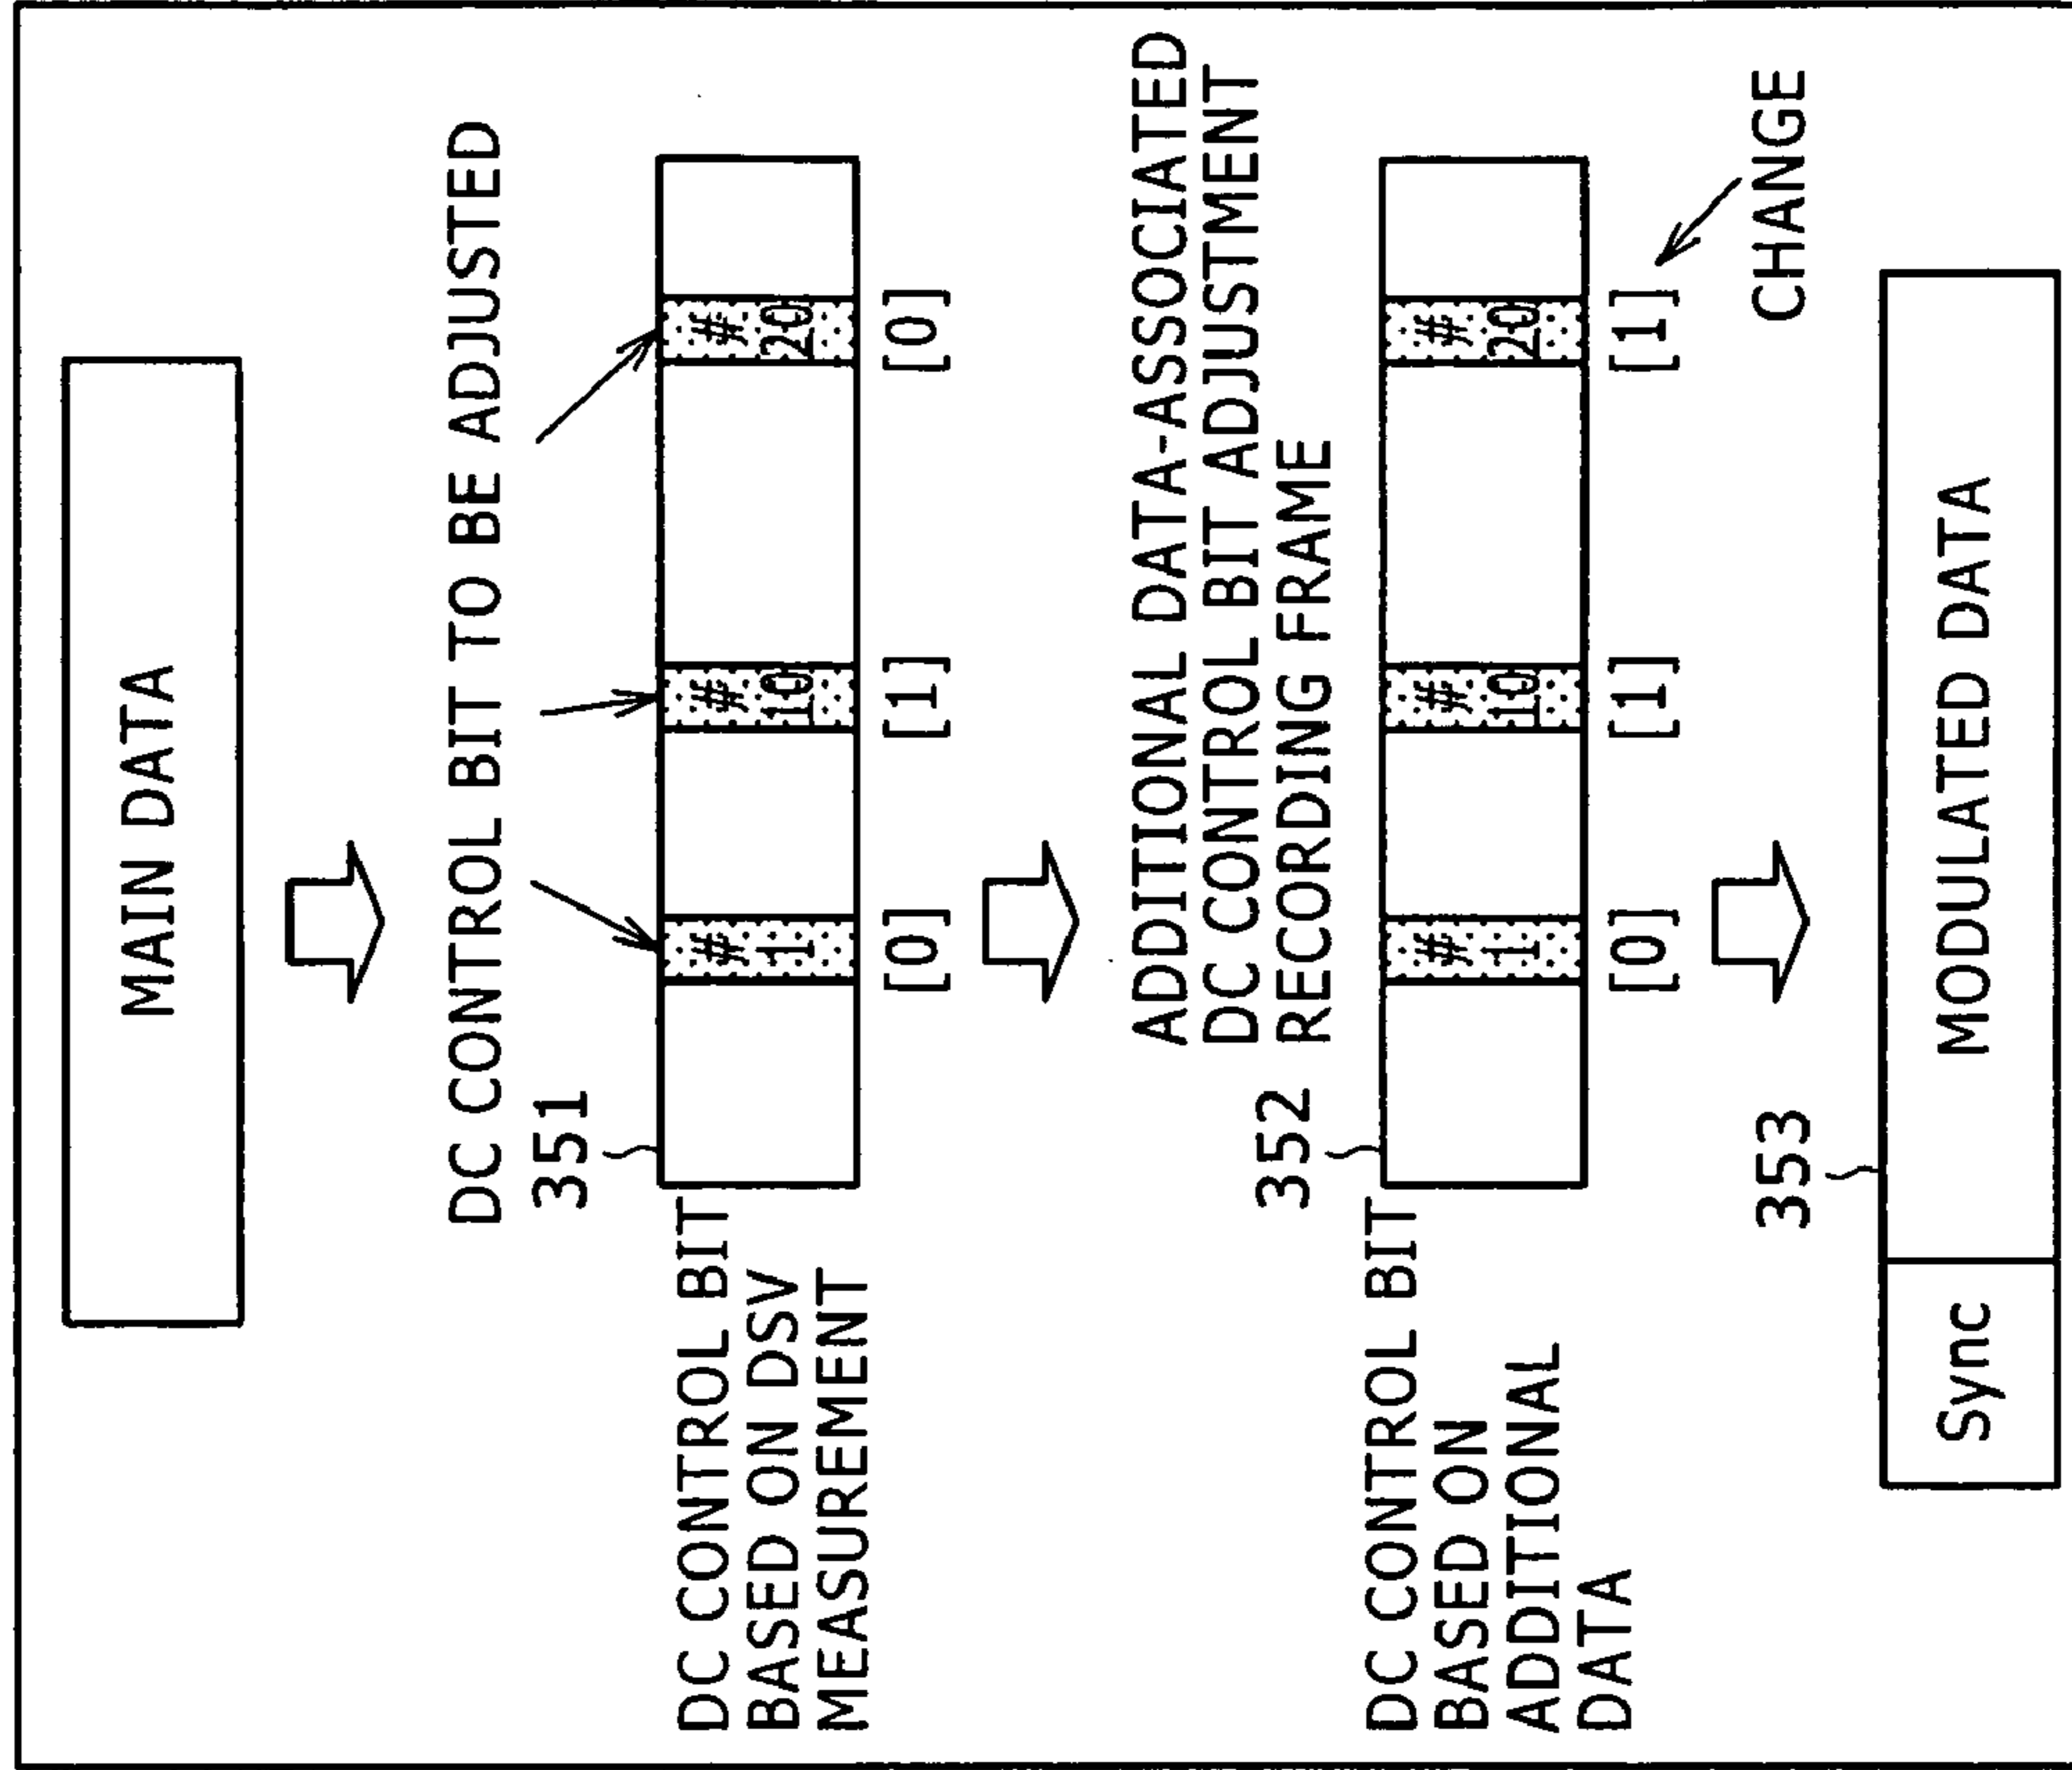 MAIN DATA
DC CONTROL BIT TO BE ADJUSTED
351
DC CONTROL BIT
BASED ON DSV
MEASUREMENT
# 1
# 10
# 20
[0]
[1]
[0]
ADDITIONAL DATA-ASSOCIATED
DC CONTROL BIT ADJUSTMENT
RECORDING FRAME
352
DC CONTROL BIT
BASED ON
ADDITIONAL
DATA
# 1
# 10
# 20
[0]
[1]
[1]
CHANGE
353
Sync
MODULATED DATA